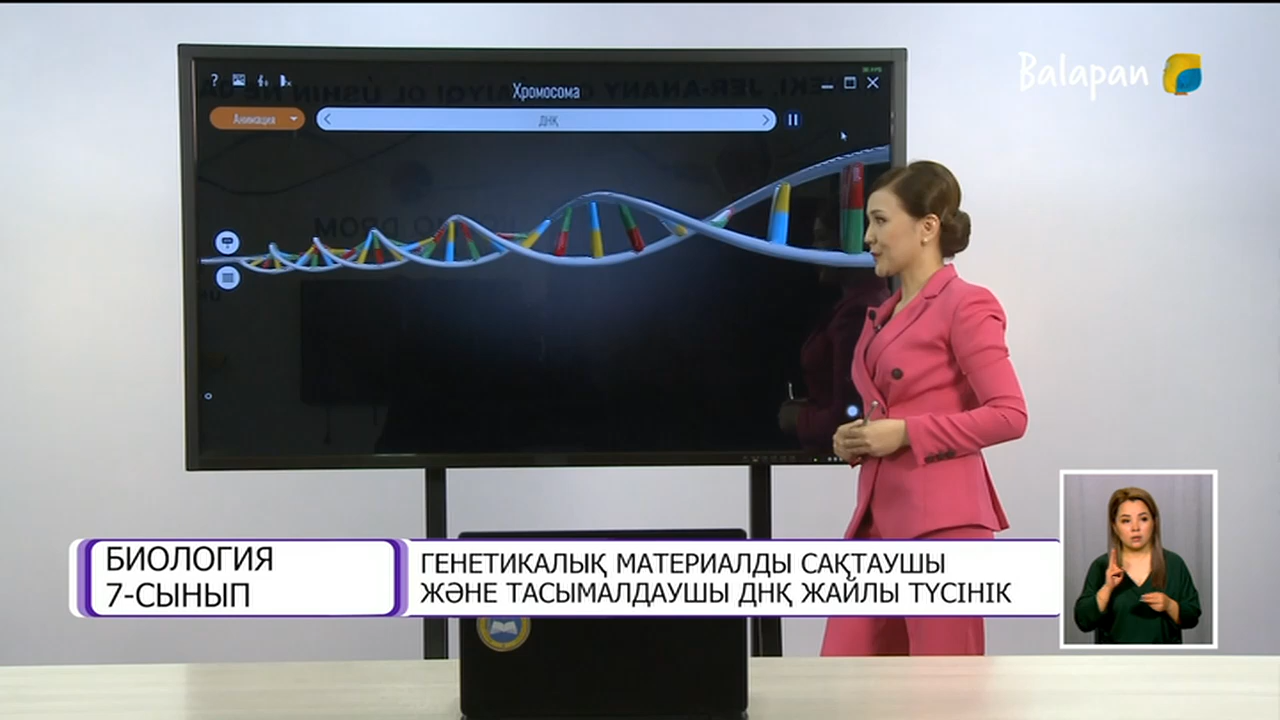 Balapan
Хромосома
Анимация
ДНҚ
БИОЛОГИЯ
7-СЫНЫП
ГЕНЕТИКАЛЫҚ МАТЕРИАЛДЫ САҚТАУШЫ
ЖӘНЕ ТАСЫМАЛДАУШЫ ДНҚ ЖАЙЛЫ ТҮСІНІК